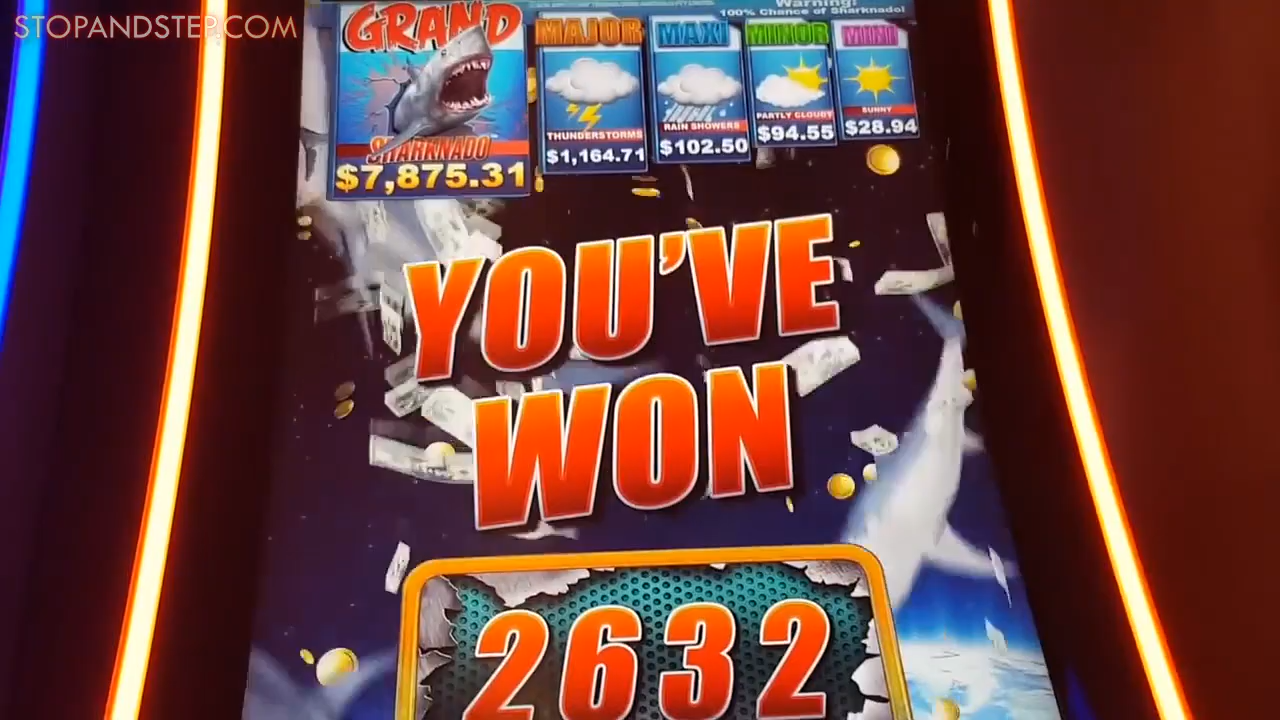 STOPANDSTEP.COM
Warning:
100% Chance of Sharknado!
GRAND
MAJOR
MAXI
MINOR
MINI
SHARKNADO
THUNDERSTORMS
RAIN SHOWERS
PARTLY CLOUDY
SUNNY
$7,875.31
$1,164.71
$102.50
$94.55
$28.94
YOU'VE
WON
2632